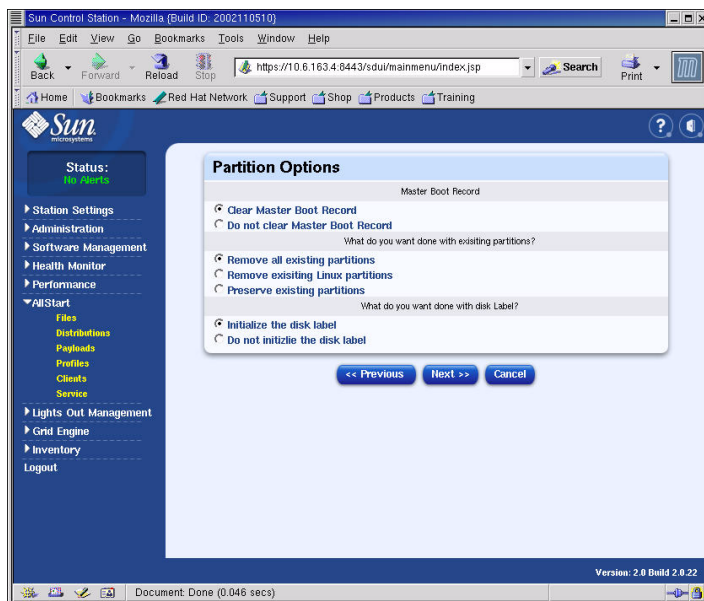 Sun Control Station - Mozilla {Build ID: 2002110510}
File Edit View Go Bookmarks Tools Window Help
Back Forward Reload Stop https://10.6.163.4:8443/sdui/mainmenu/index.jsp Search Print
Home Bookmarks Red Hat Network Support Shop Products Training
Sun
microsystems
Status:
No Alerts
Station Settings
Administration
Software Management
Health Monitor
Performance
AllStart
Files
Distributions
Payloads
Profiles
Clients
Service
Lights Out Management
Grid Engine
Inventory
Logout
Partition Options
Master Boot Record
Clear Master Boot Record
Do not clear Master Boot Record
What do you want done with exisiting partitions?
Remove all existing partitions
Remove exisiting Linux partitions
Preserve existing partitions
What do you want done with disk Label?
Initialize the disk label
Do not initizlie the disk label
<< Previous Next >> Cancel
Version: 2.0 Build 2.0.22
Document: Done (0.046 secs)